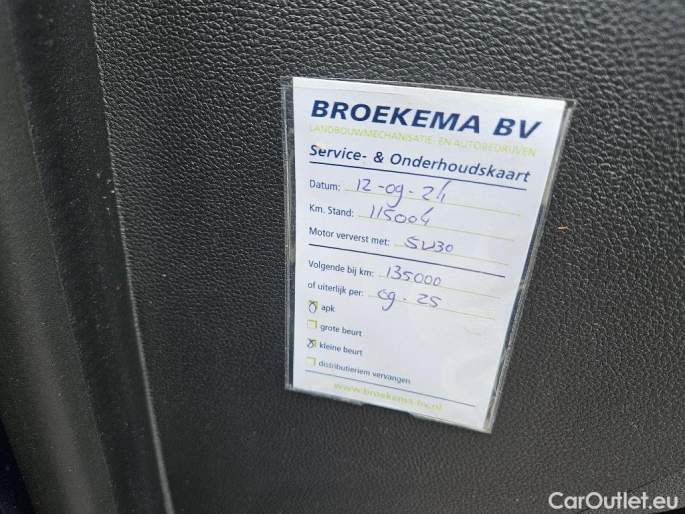 BROEKEMA BV
LANDBOUWMECHANISATIE- EN AUTOBEDRIJVEN
Service- & Onderhoudskaart
Datum: 12-09-24
Km. Stand: 115004
Motor ververst met: 5W30
Volgende bij km: 135000
of uiterlijk per: 09-25
apk
grote beurt
kleine beurt
distributieriem vervangen
www.broekema-bv.nl
CarOutlet.eu